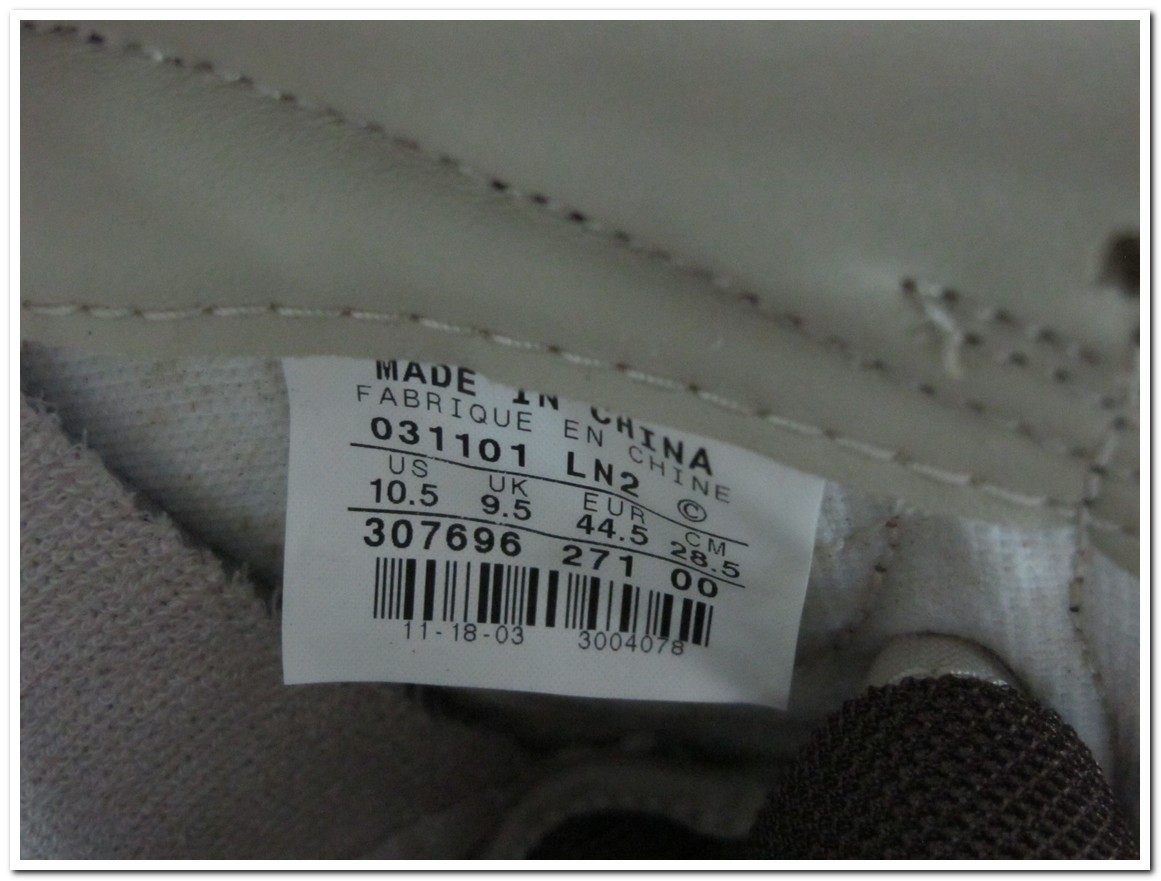 MADE IN CHINA
FABRIQUE EN CHINE
031101 LN2 ©
US UK EUR CM
10.5 9.5 44.5 28.5
307696 271 00
11-18-03 3004078